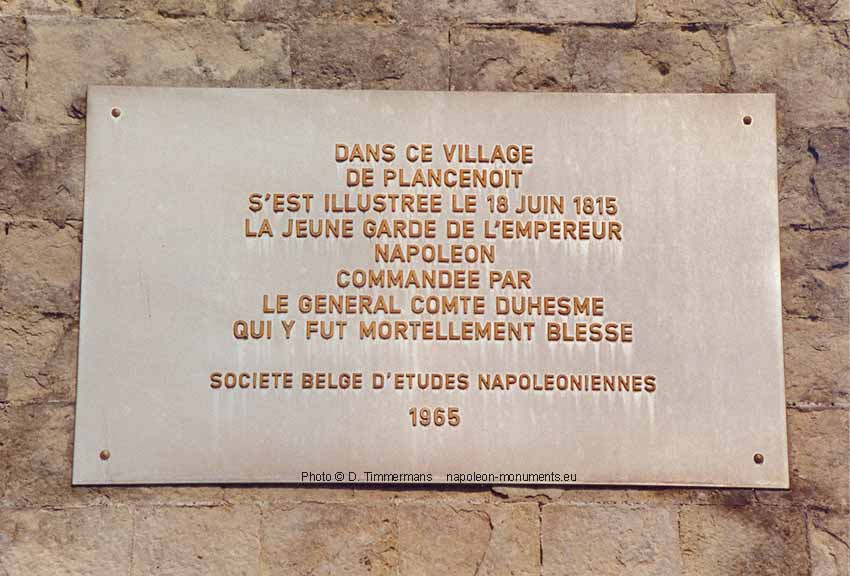 DANS CE VILLAGE
DE PLANCENOIT
S'EST ILLUSTREE LE 18 JUIN 1815
LA JEUNE GARDE DE L'EMPEREUR
NAPOLEON
COMMANDEE PAR
LE GENERAL COMTE DUHESME
QUI Y FUT MORTELLEMENT BLESSE
SOCIETE BELGE D'ETUDES NAPOLEONIENNES
1965
Photo © D. Timmermans napoleon-monuments.eu